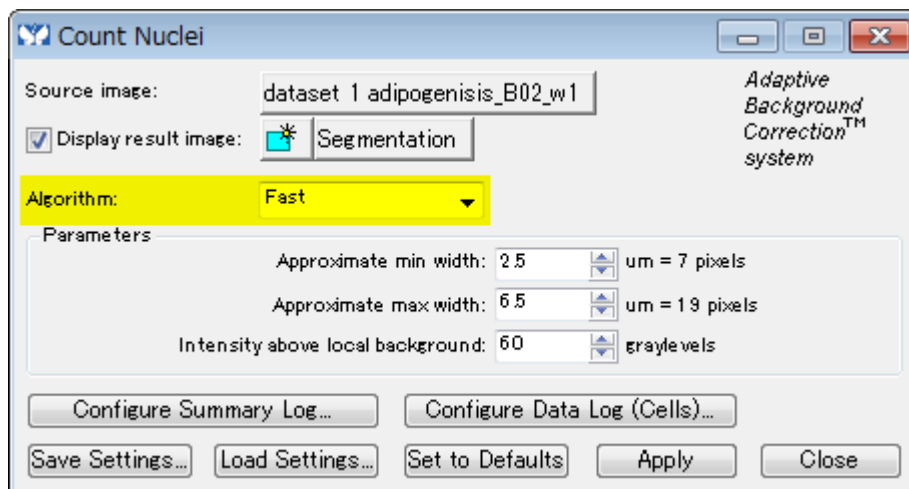 Count Nuclei
Source image: dataset 1 adipogenisis_B02_w1
Adaptive
Background
Correction™
system
Display result image: Segmentation
Algorithm: Fast
Parameters
Approximate min width: 2.5 um = 7 pixels
Approximate max width: 6.5 um = 19 pixels
Intensity above local background: 60 graylevels
Configure Summary Log... Configure Data Log (Cells)...
Save Settings... Load Settings... Set to Defaults Apply Close